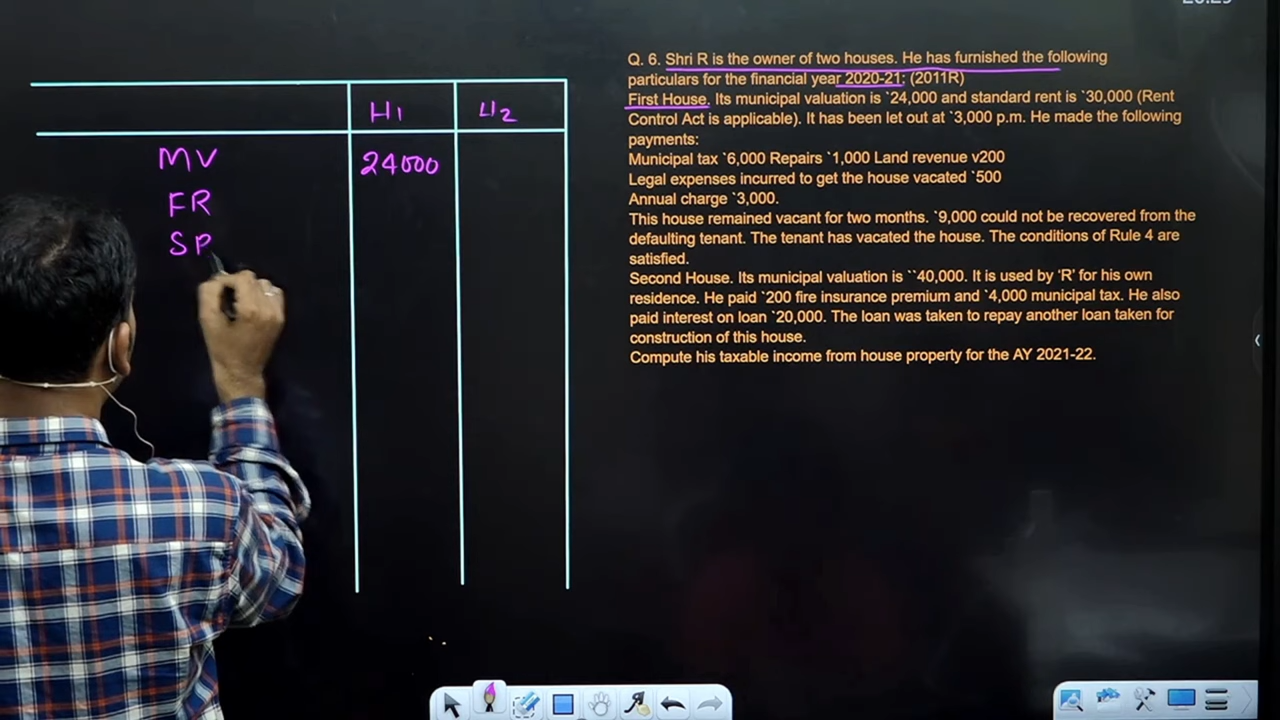 H1 H2
MV 24000
FR
SP
Q. 6. Shri R is the owner of two houses. He has furnished the following
particulars for the financial year 2020-21: (2011R)
First House. Its municipal valuation is `24,000 and standard rent is `30,000 (Rent
Control Act is applicable). It has been let out at `3,000 p.m. He made the following
payments:
Municipal tax `6,000 Repairs `1,000 Land revenue v200
Legal expenses incurred to get the house vacated `500
Annual charge `3,000.
This house remained vacant for two months. `9,000 could not be recovered from the
defaulting tenant. The tenant has vacated the house. The conditions of Rule 4 are
satisfied.
Second House. Its municipal valuation is ``40,000. It is used by ‘R’ for his own
residence. He paid `200 fire insurance premium and `4,000 municipal tax. He also
paid interest on loan `20,000. The loan was taken to repay another loan taken for
construction of this house.
Compute his taxable income from house property for the AY 2021-22.